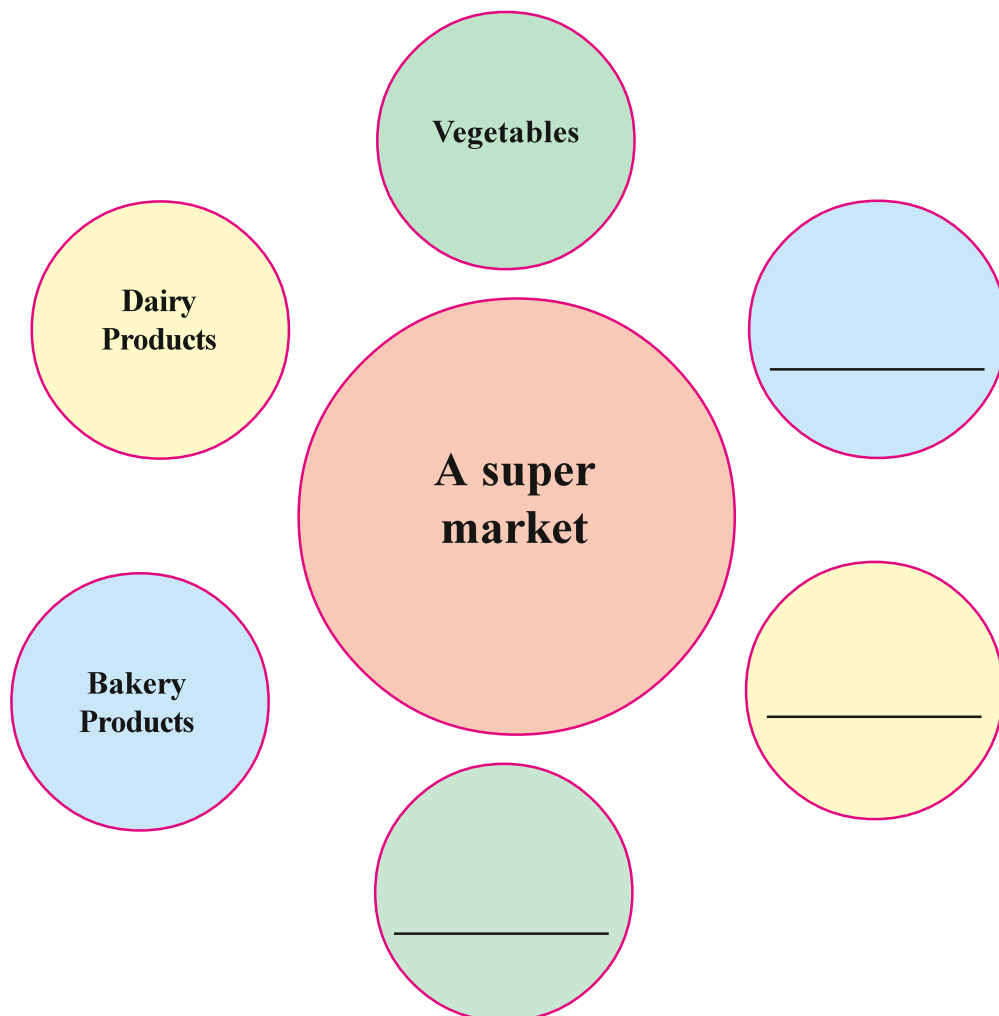 Vegetables
Dairy
Products
A super
market
Bakery
Products